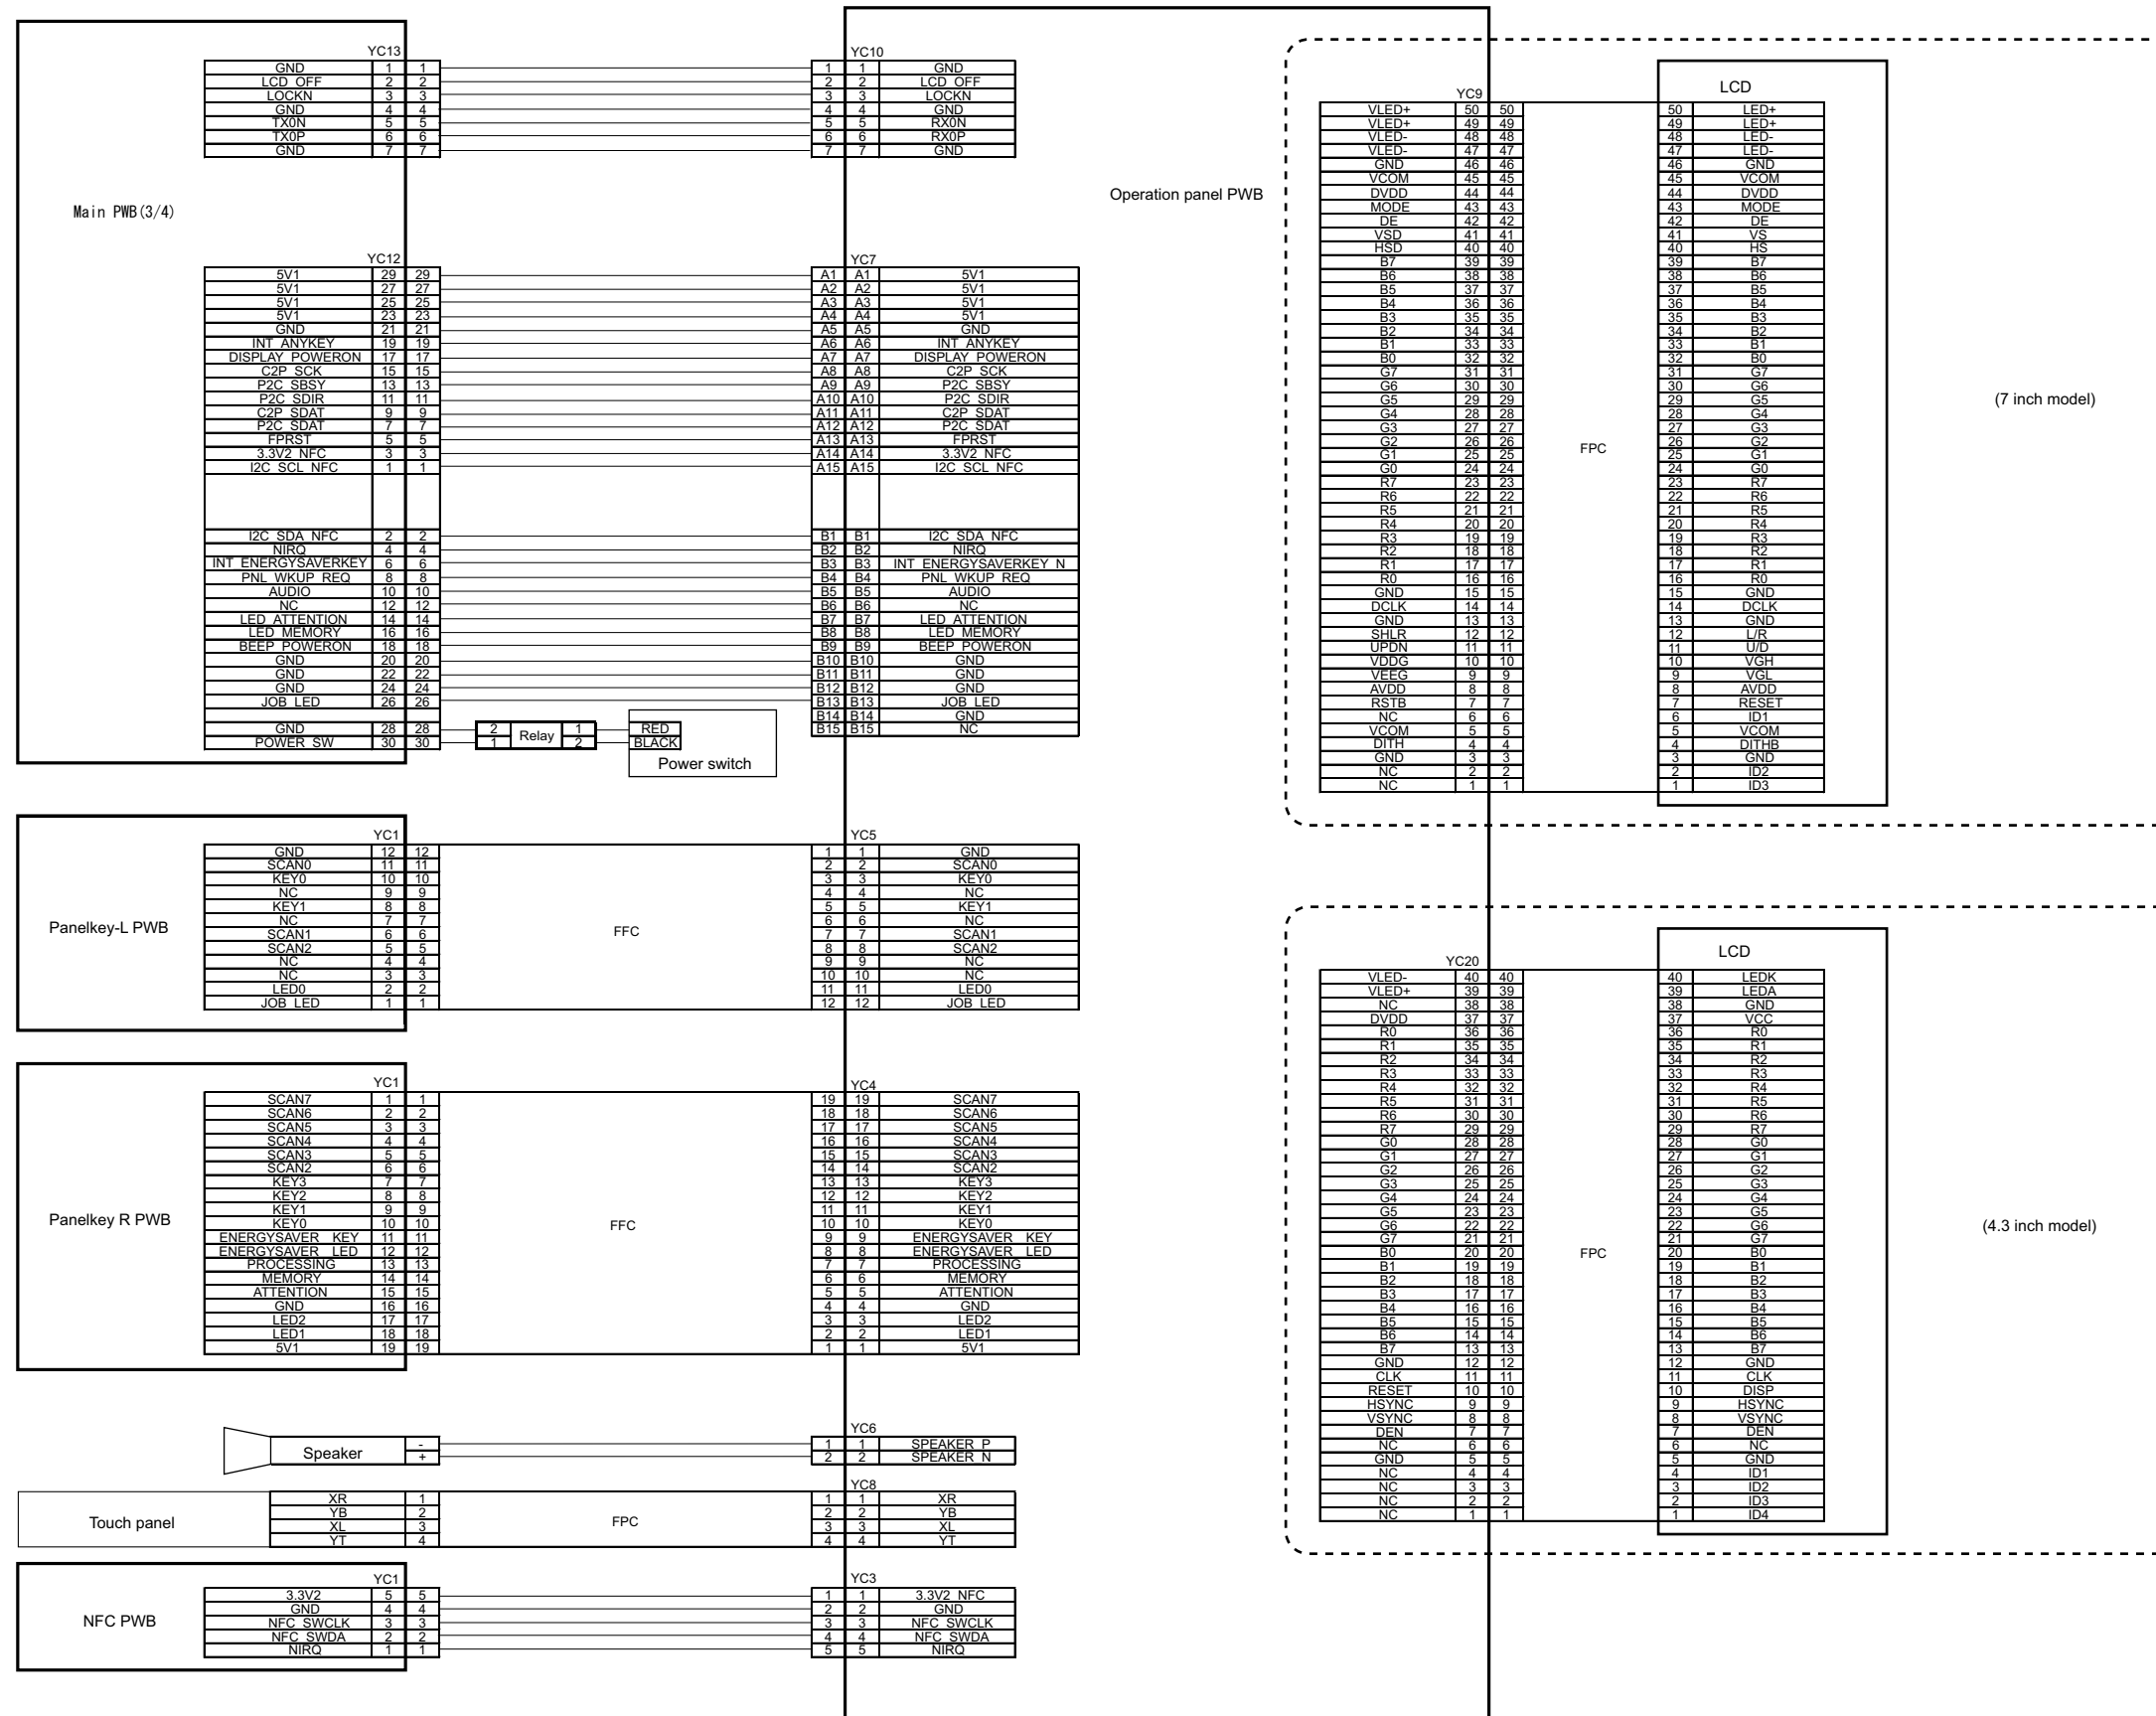 Main PWB(3/4)
YC13 YC10
GND 1 1 1 1 GND
LCD_OFF 2 2 2 2 LCD_OFF
LOCKN 3 3 3 3 LOCKN
GND 4 4 4 4 GND
TX0N 5 5 5 5 RX0N
TX0P 6 6 6 6 RX0P
GND 7 7 7 7 GND
Operation panel PWB
YC12 YC7
5V1 29 29 A1 A1 5V1
5V1 27 27 A2 A2 5V1
5V1 25 25 A3 A3 5V1
5V1 23 23 A4 A4 5V1
GND 21 21 A5 A5 GND
INT_ANYKEY 19 19 A6 A6 INT_ANYKEY
DISPLAY_POWERON 17 17 A7 A7 DISPLAY_POWERON
C2P_SCK 15 15 A8 A8 C2P_SCK
P2C_SBSY 13 13 A9 A9 P2C_SBSY
P2C_SDIR 11 11 A10 A10 P2C_SDIR
C2P_SDAT 9 9 A11 A11 C2P_SDAT
P2C_SDAT 7 7 A12 A12 P2C_SDAT
FPRST 5 5 A13 A13 FPRST
3.3V2_NFC 3 3 A14 A14 3.3V2_NFC
I2C_SCL_NFC 1 1 A15 A15 I2C_SCL_NFC
I2C_SDA_NFC 2 2 B1 B1 I2C_SDA_NFC
NIRQ 4 4 B2 B2 NIRQ
INT_ENERGYSAVERKEY 6 6 B3 B3 INT_ENERGYSAVERKEY_N
PNL_WKUP_REQ 8 8 B4 B4 PNL_WKUP_REQ
AUDIO 10 10 B5 B5 AUDIO
NC 12 12 B6 B6 NC
LED_ATTENTION 14 14 B7 B7 LED_ATTENTION
LED_MEMORY 16 16 B8 B8 LED_MEMORY
BEEP_POWERON 18 18 B9 B9 BEEP_POWERON
GND 20 20 B10 B10 GND
GND 22 22 B11 B11 GND
GND 24 24 B12 B12 GND
JOB_LED 26 26 B13 B13 JOB_LED
B14 B14 GND
GND 28 28 2 Relay 1 RED B15 B15 NC
POWER_SW 30 30 1 2 BLACK
Power switch
Panelkey-L PWB
YC1 YC5
GND 12 12 1 1 GND
SCAN0 11 11 2 2 SCAN0
KEY0 10 10 3 3 KEY0
NC 9 9 4 4 NC
KEY1 8 8 5 5 KEY1
NC 7 7 6 6 NC
SCAN1 6 6 FFC 7 7 SCAN1
SCAN2 5 5 8 8 SCAN2
NC 4 4 9 9 NC
NC 3 3 10 10 NC
LED0 2 2 11 11 LED0
JOB_LED 1 1 12 12 JOB_LED
Panelkey R PWB
YC1 YC4
SCAN7 1 1 19 19 SCAN7
SCAN6 2 2 18 18 SCAN6
SCAN5 3 3 17 17 SCAN5
SCAN4 4 4 16 16 SCAN4
SCAN3 5 5 15 15 SCAN3
SCAN2 6 6 14 14 SCAN2
KEY3 7 7 13 13 KEY3
KEY2 8 8 12 12 KEY2
KEY1 9 9 11 11 KEY1
KEY0 10 10 FFC 10 10 KEY0
ENERGYSAVER_KEY 11 11 9 9 ENERGYSAVER_KEY
ENERGYSAVER_LED 12 12 8 8 ENERGYSAVER_LED
PROCESSING 13 13 7 7 PROCESSING
MEMORY 14 14 6 6 MEMORY
ATTENTION 15 15 5 5 ATTENTION
GND 16 16 4 4 GND
LED2 17 17 3 3 LED2
LED1 18 18 2 2 LED1
5V1 19 19 1 1 5V1
YC6
Speaker - 1 1 SPEAKER_P
+ 2 2 SPEAKER_N
Touch panel
YC8
XR 1 1 1 XR
YB 2 FPC 2 2 YB
XL 3 3 3 XL
YT 4 4 4 YT
NFC PWB
YC1 YC3
3.3V2 5 5 1 1 3.3V2_NFC
GND 4 4 2 2 GND
NFC_SWCLK 3 3 3 3 NFC_SWCLK
NFC_SWDA 2 2 4 4 NFC_SWDA
NIRQ 1 1 5 5 NIRQ
YC9 LCD
VLED+ 50 50 50 LED+
VLED+ 49 49 49 LED+
VLED- 48 48 48 LED-
VLED- 47 47 47 LED-
GND 46 46 46 GND
VCOM 45 45 45 VCOM
DVDD 44 44 44 DVDD
MODE 43 43 43 MODE
DE 42 42 42 DE
VSD 41 41 41 VS
HSD 40 40 40 HS
B7 39 39 39 B7
B6 38 38 38 B6
B5 37 37 37 B5
B4 36 36 36 B4
B3 35 35 35 B3
B2 34 34 34 B2
B1 33 33 33 B1
B0 32 32 32 B0
G7 31 31 31 G7
G6 30 30 30 G6
G5 29 29 29 G5
G4 28 28 28 G4
G3 27 27 27 G3
G2 26 26 26 G2
G1 25 25 FPC 25 G1
G0 24 24 24 G0
R7 23 23 23 R7
R6 22 22 22 R6
R5 21 21 21 R5
R4 20 20 20 R4
R3 19 19 19 R3
R2 18 18 18 R2
R1 17 17 17 R1
R0 16 16 16 R0
GND 15 15 15 GND
DCLK 14 14 14 DCLK
GND 13 13 13 GND
SHLR 12 12 12 L/R
UPDN 11 11 11 U/D
VDDG 10 10 10 VGH
VEEG 9 9 9 VGL
AVDD 8 8 8 AVDD
RSTB 7 7 7 RESET
NC 6 6 6 ID1
VCOM 5 5 5 VCOM
DITH 4 4 4 DITHB
GND 3 3 3 GND
NC 2 2 2 ID2
NC 1 1 1 ID3
(7 inch model)
YC20 LCD
VLED- 40 40 40 LEDK
VLED+ 39 39 39 LEDA
NC 38 38 38 GND
DVDD 37 37 37 VCC
R0 36 36 36 R0
R1 35 35 35 R1
R2 34 34 34 R2
R3 33 33 33 R3
R4 32 32 32 R4
R5 31 31 31 R5
R6 30 30 30 R6
R7 29 29 29 R7
G0 28 28 28 G0
G1 27 27 27 G1
G2 26 26 26 G2
G3 25 25 25 G3
G4 24 24 24 G4
G5 23 23 23 G5
G6 22 22 22 G6
G7 21 21 21 G7
B0 20 20 FPC 20 B0
B1 19 19 19 B1
B2 18 18 18 B2
B3 17 17 17 B3
B4 16 16 16 B4
B5 15 15 15 B5
B6 14 14 14 B6
B7 13 13 13 B7
GND 12 12 12 GND
CLK 11 11 11 CLK
RESET 10 10 10 DISP
HSYNC 9 9 9 HSYNC
VSYNC 8 8 8 VSYNC
DEN 7 7 7 DEN
NC 6 6 6 NC
GND 5 5 5 GND
NC 4 4 4 ID1
NC 3 3 3 ID2
NC 2 2 2 ID3
NC 1 1 1 ID4
(4.3 inch model)